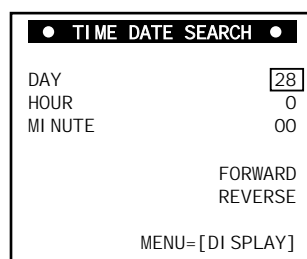 ● TIME DATE SEARCH ●
DAY 28
HOUR 0
MINUTE 00
FORWARD
REVERSE
MENU=[DISPLAY]